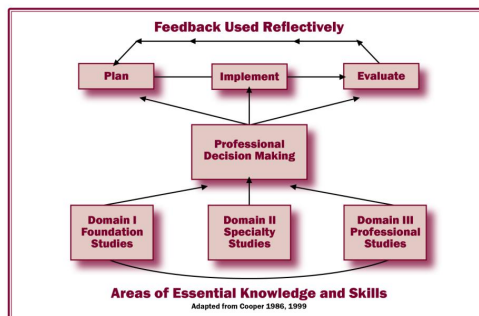 Feedback Used Reflectively
Plan
Implement
Evaluate
Professional
Decision Making
Domain I
Foundation
Studies
Domain II
Specialty
Studies
Domain III
Professional
Studies
Areas of Essential Knowledge and Skills
Adapted from Cooper 1986, 1999